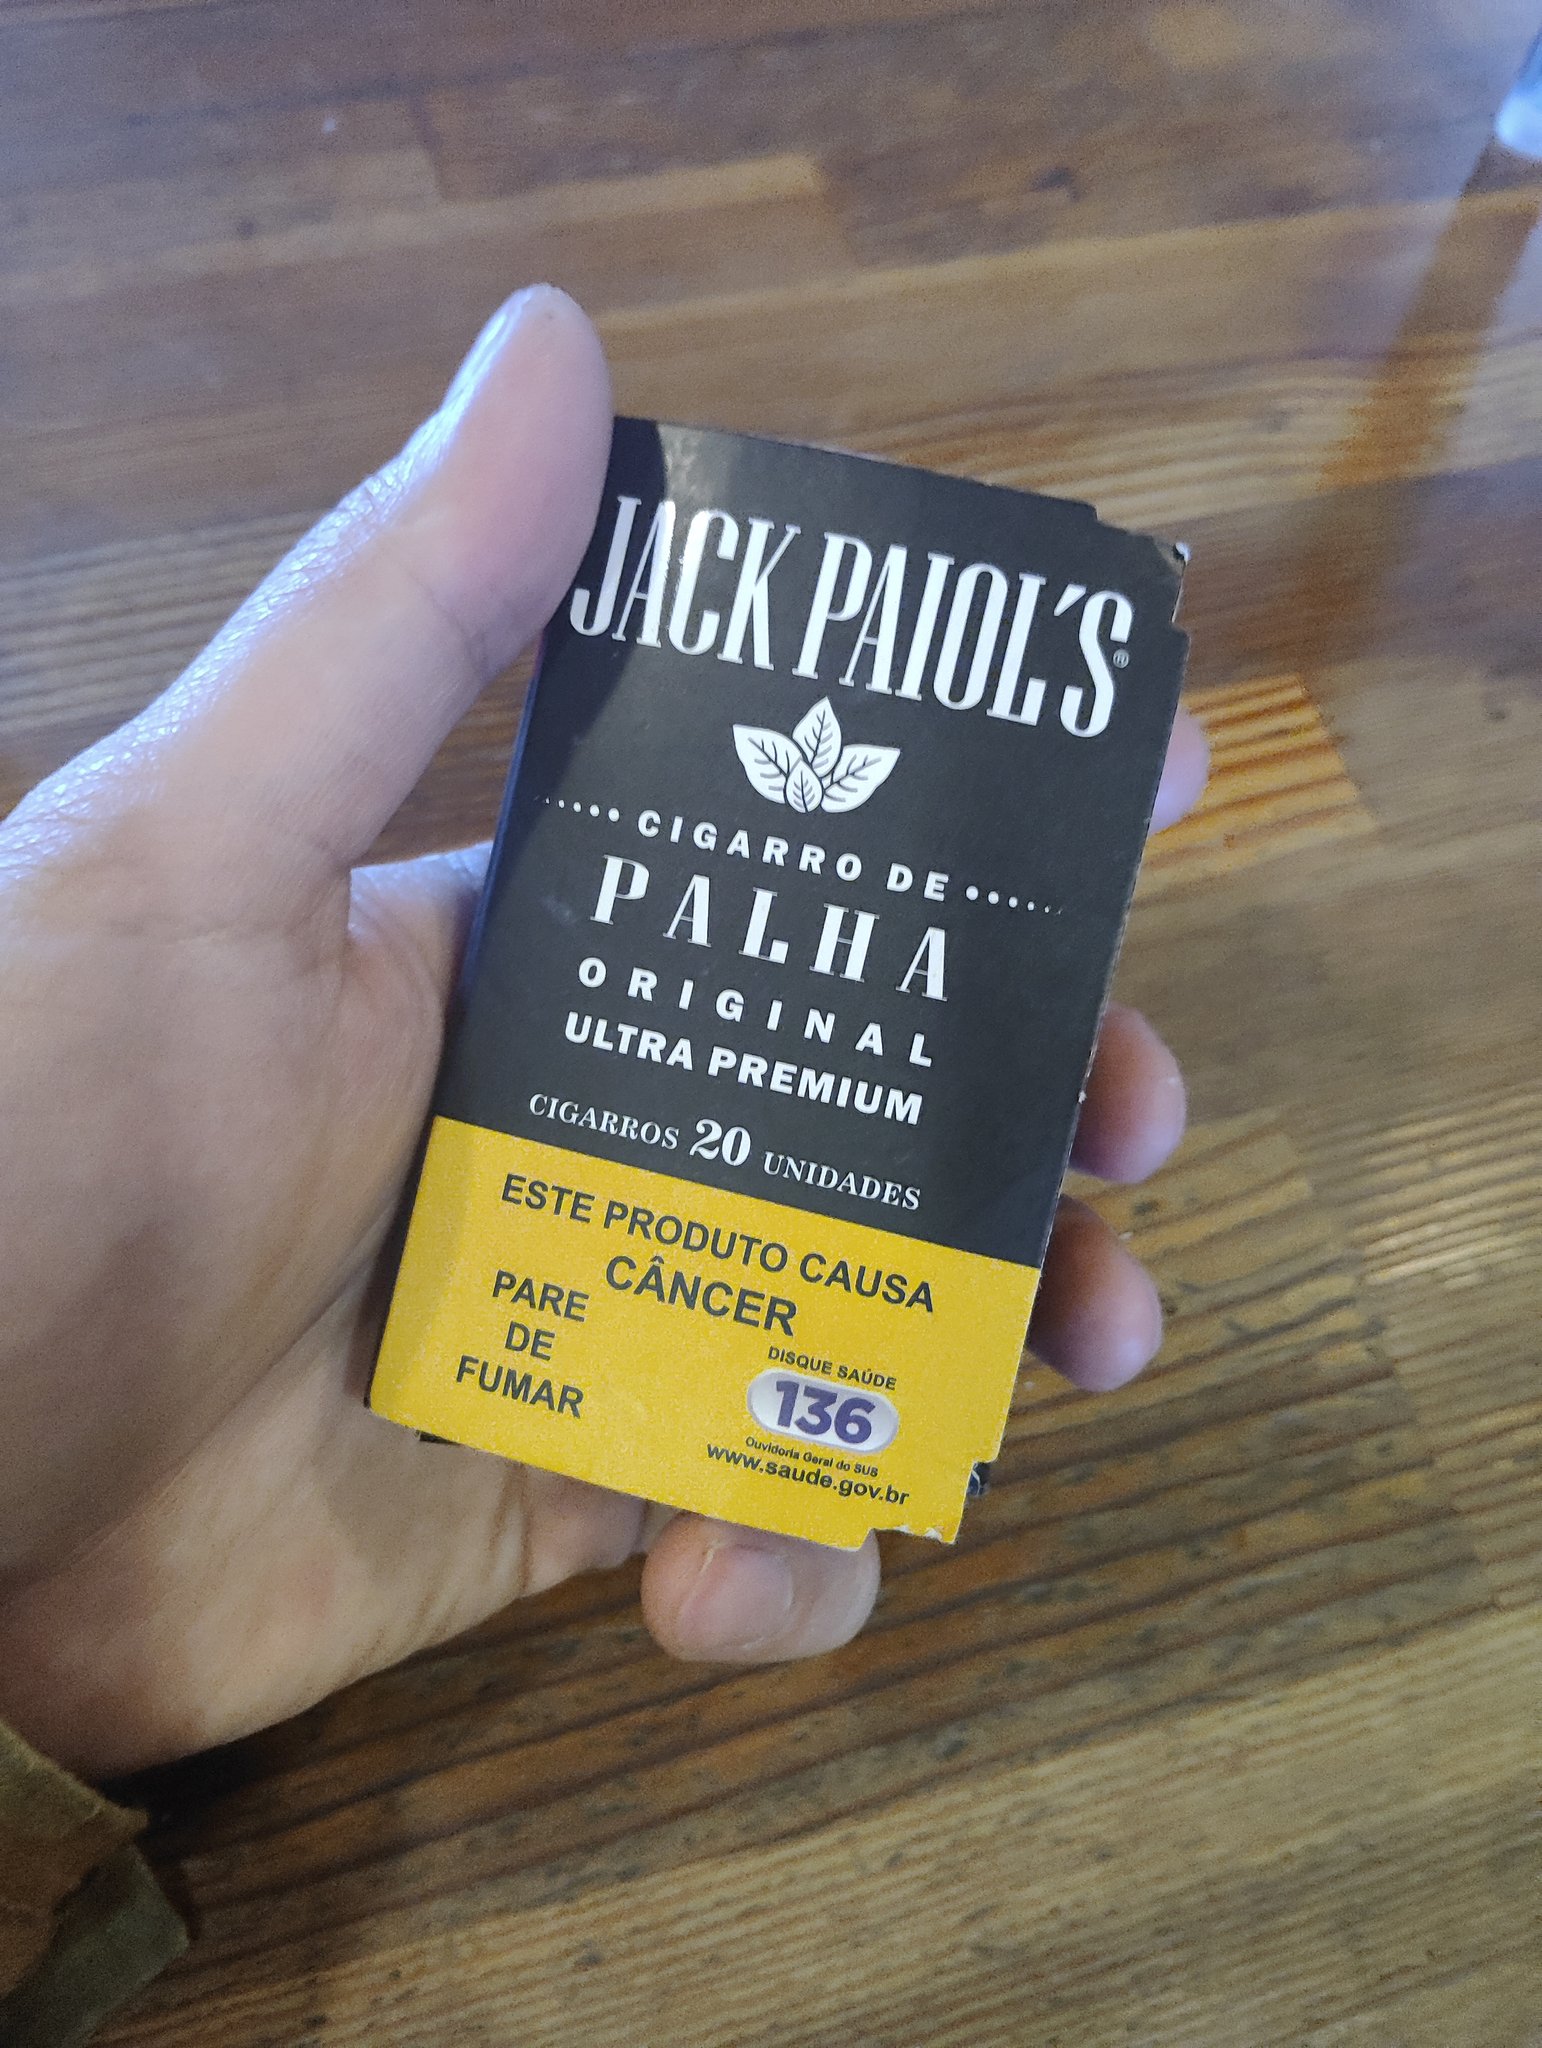 JACK PAIOL´S®
CIGARRO DE
PALHA
ORIGINAL
ULTRA PREMIUM
CIGARROS 20 UNIDADES
ESTE PRODUTO CAUSA
CÂNCER
PARE
DE
FUMAR
DISQUE SAÚDE
136
Ouvidoria Geral do SUS
www.saude.gov.br